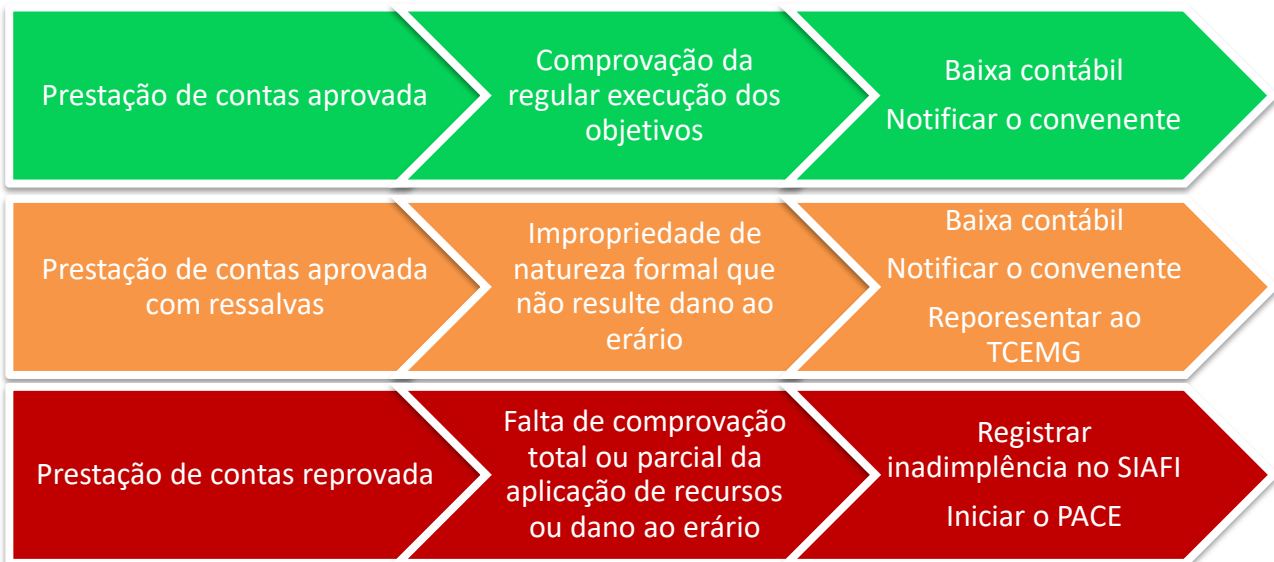 Prestação de contas aprovada
Comprovação da
regular execução dos
objetivos
Baixa contábil
Notificar o convenente
Prestação de contas aprovada
com ressalvas
Impropriedade de
natureza formal que
não resulte dano ao
erário
Baixa contábil
Notificar o convenente
Reporesentar ao
TCEMG
Prestação de contas reprovada
Falta de comprovação
total ou parcial da
aplicação de recursos
ou dano ao erário
Registrar
inadimplência no SIAFI
Iniciar o PACE